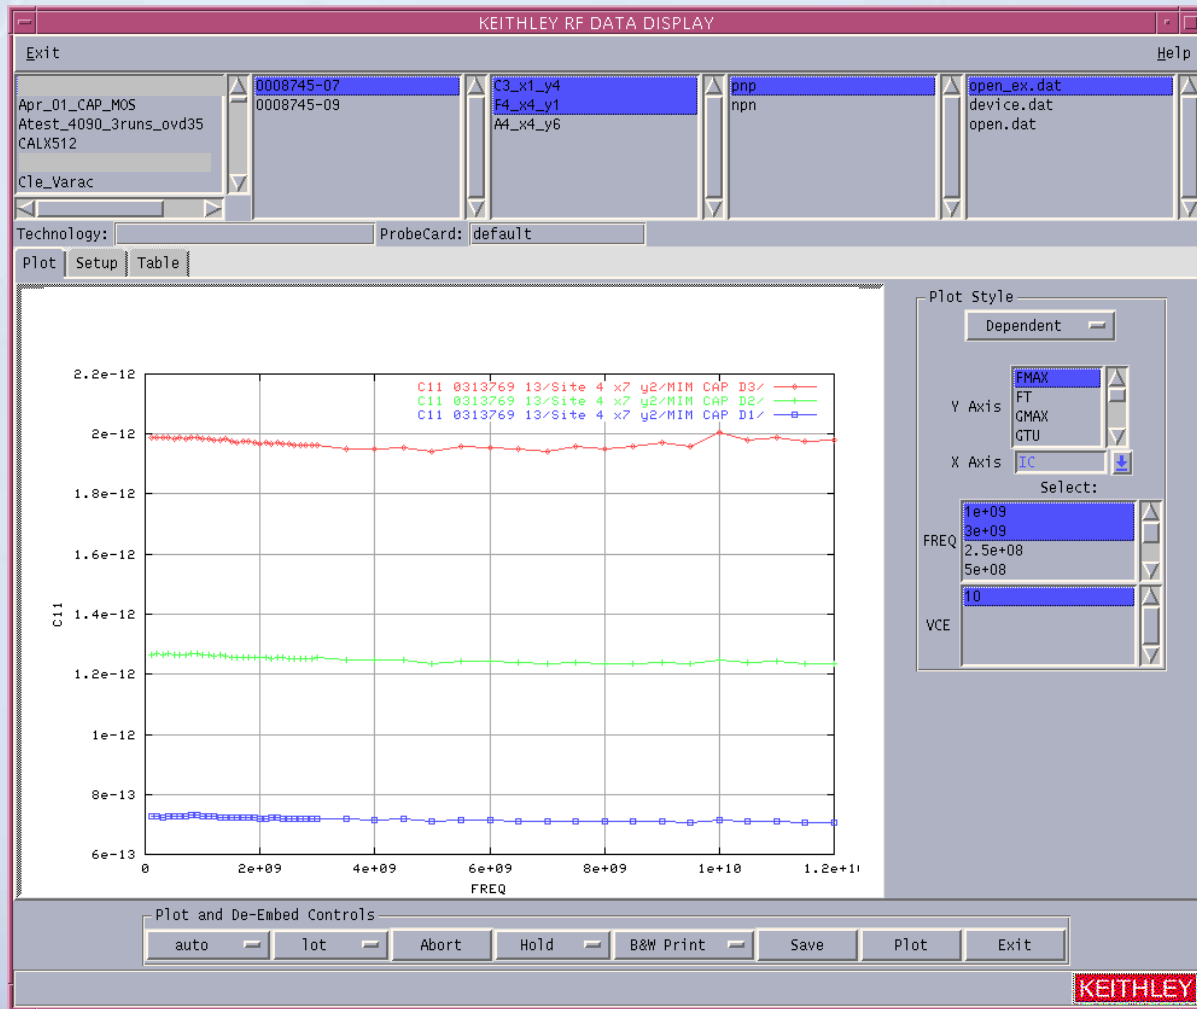 KEITHLEY RF DATA DISPLAY
Exit
Help
Apr_01_CAP_MOS
Atest_4090_3runs_ovd35
CALX512
Cle_Varac
0008745-07
0008745-09
C3_x1_y4
F4_x4_y1
A4_x4_y6
pnp
npn
open_ex.dat
device.dat
open.dat
Technology:
ProbeCard: default
Plot
Setup
Table
2.2e-12
2e-12
1.8e-12
1.6e-12
1.4e-12
1.2e-12
1e-12
8e-13
6e-13
C11
C11 0313769 13/Site 4 x7 y2/MIM CAP D3/
C11 0313769 13/Site 4 x7 y2/MIM CAP D2/
C11 0313769 13/Site 4 x7 y2/MIM CAP D1/
0
2e+09
4e+09
6e+09
8e+09
1e+10
1.2e+1
FREQ
Plot Style
Dependent
Y Axis
FMAX
FT
GMAX
GTU
X Axis
IC
Select:
FREQ
1e+09
3e+09
2.5e+08
5e+08
VCE
10
Plot and De-Embed Controls
auto
lot
Abort
Hold
B&W Print
Save
Plot
Exit
KEITHLEY